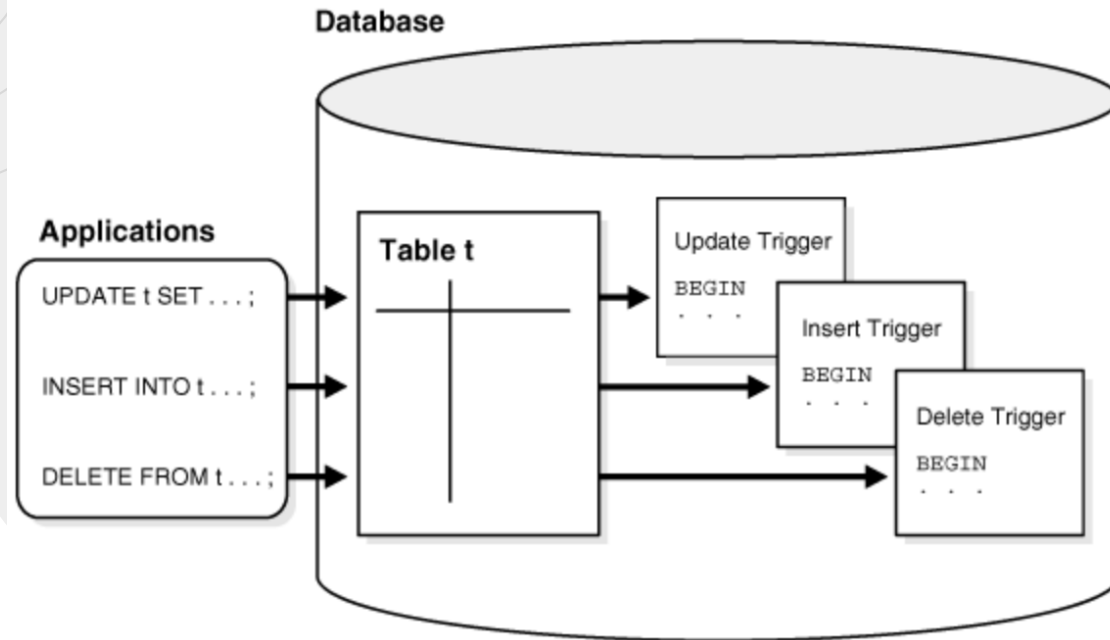 Database
Applications
UPDATE t SET . . . ;
INSERT INTO t . . . ;
DELETE FROM t . . . ;
Table t
Update Trigger
BEGIN
. . .
Insert Trigger
BEGIN
. . .
Delete Trigger
BEGIN
. . .